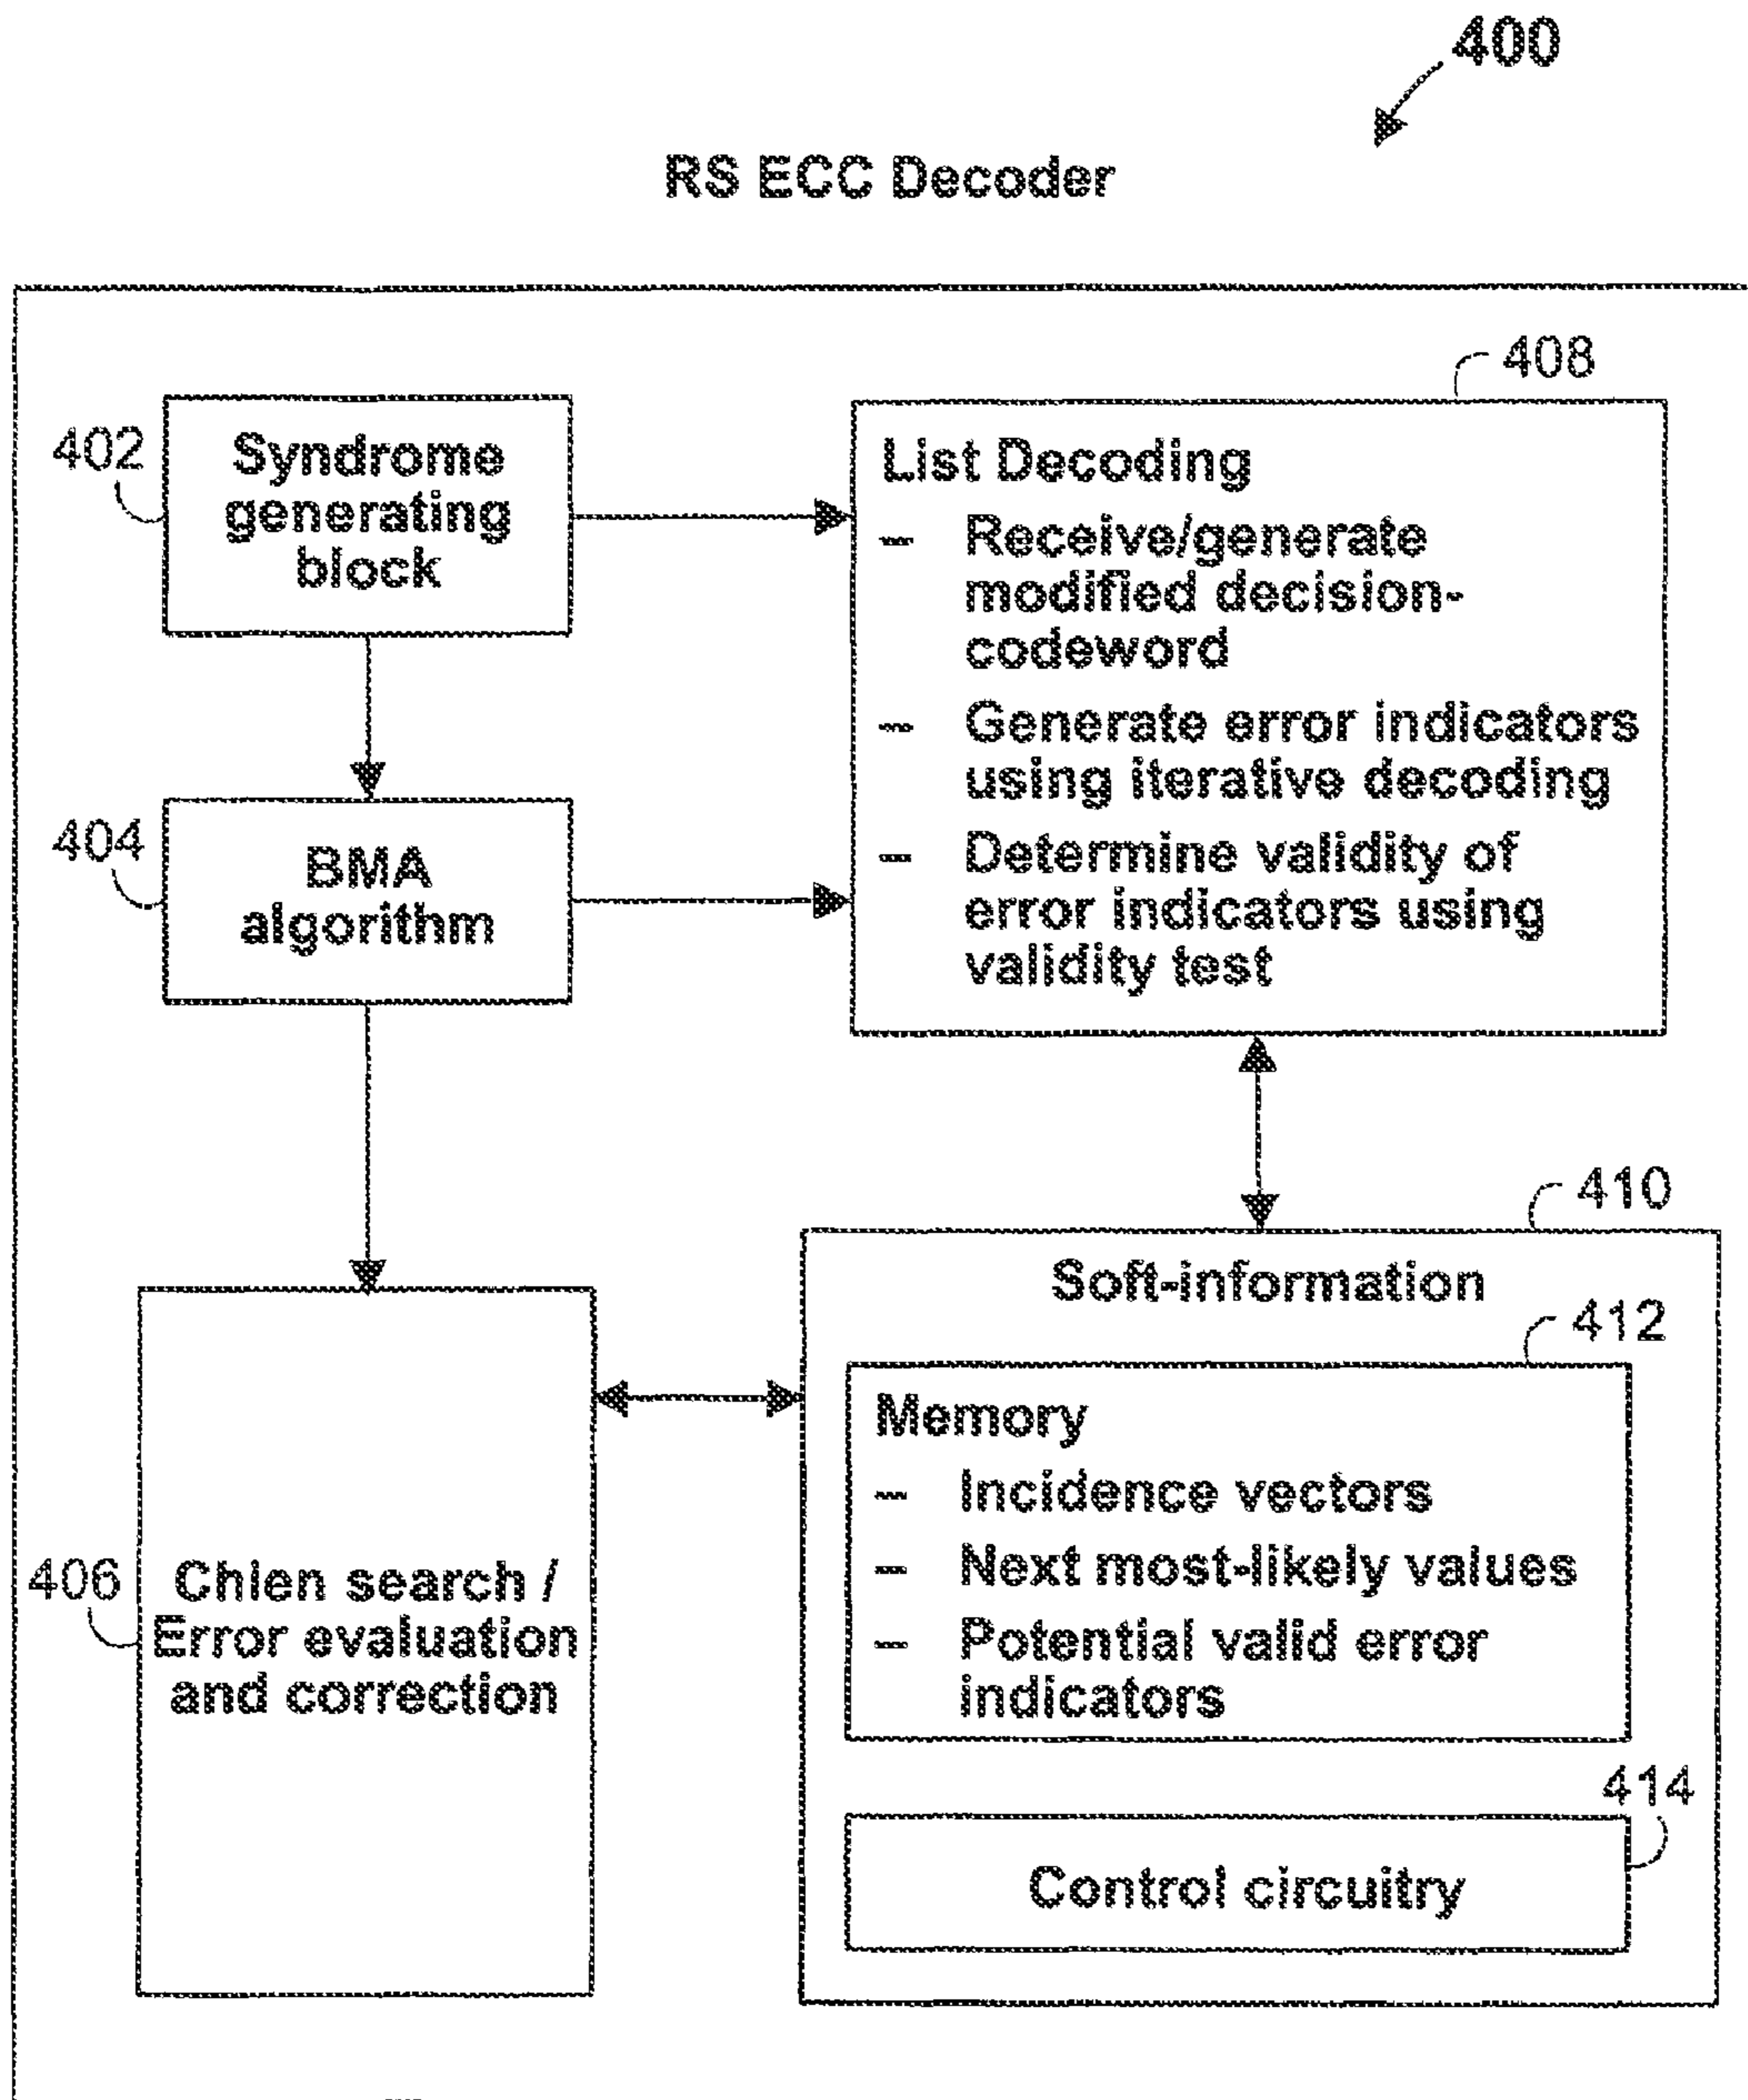 400
RS ECC Decoder
408
402
Syndrome
generating
block
List Decoding
– Receive/generate
modified decision-
codeword
– Generate error indicators
using iterative decoding
– Determine validity of
error indicators using
validity test
404
BMA
algorithm
410
Soft-information
412
Memory
– Incidence vectors
– Next most-likely values
– Potential valid error
indicators
406
Chien search /
Error evaluation
and correction
414
Control circuitry